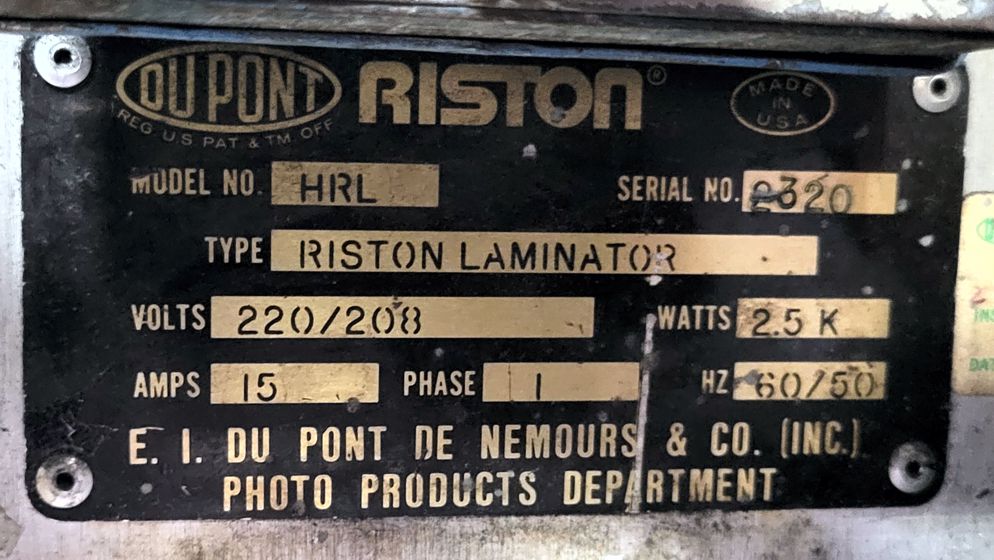 DU PONT RISTON®
REG U.S. PAT & TM. OFF.
MADE IN USA
MODEL NO. HRL SERIAL NO. 2320
TYPE RISTON LAMINATOR
VOLTS 220/208 WATTS 2.5 K
AMPS 15 PHASE 1 HZ 60/50
E. I. DU PONT DE NEMOURS & CO. (INC.)
PHOTO PRODUCTS DEPARTMENT